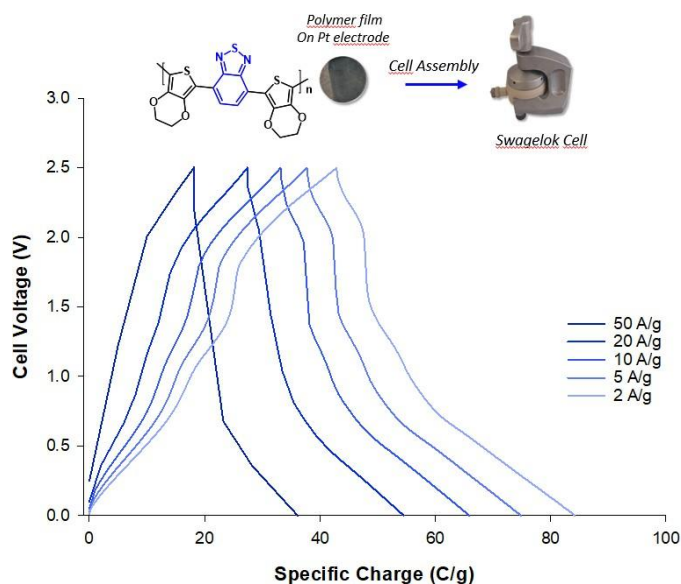 Polymer film
On Pt electrode
Cell Assembly
Swagelok Cell
S
N
N
S
S
n
O
O
O
O
3.0
2.5
2.0
1.5
1.0
0.5
0.0
Cell Voltage (V)
50 A/g
20 A/g
10 A/g
5 A/g
2 A/g
0
20
40
60
80
100
Specific Charge (C/g)